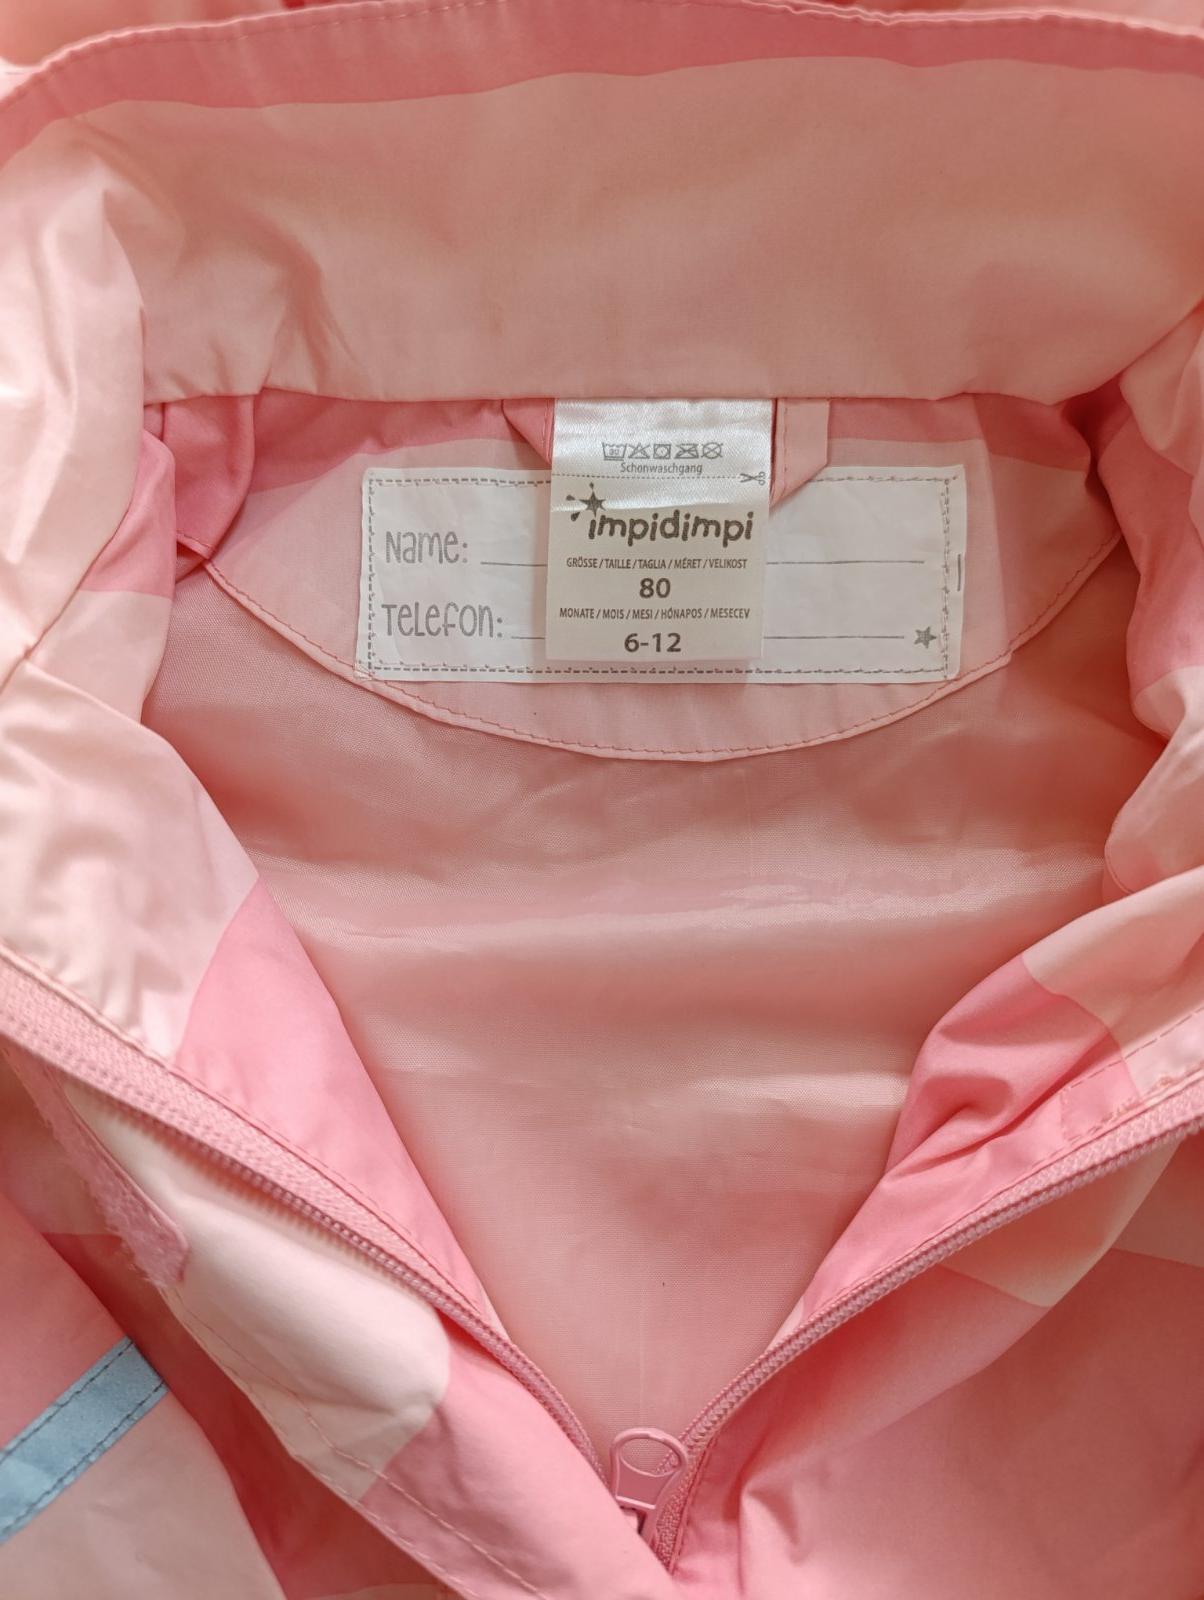 Schonwaschgang
impidimpi
GRÖSSE / TAILLE / TAGLIA / MÉRET / VELIKOST
80
MONATE / MOIS / MESI / HÓNAPOS / MESECEV
6-12
Name:
Telefon: